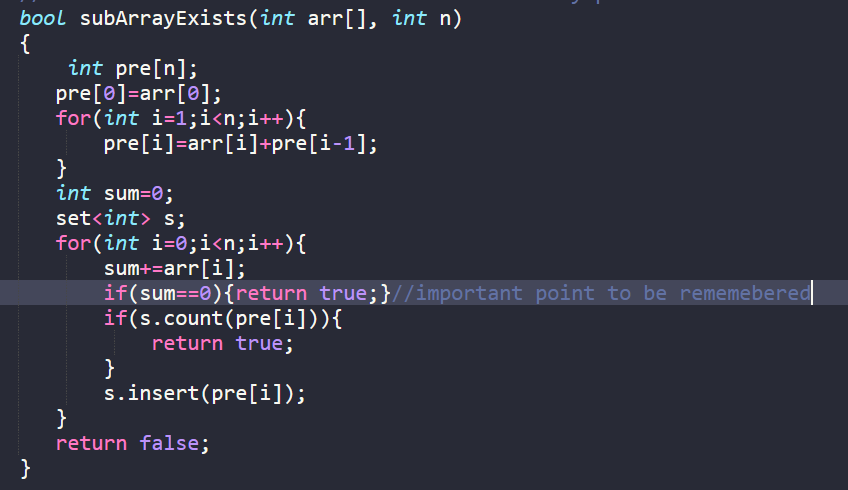 bool subArrayExists(int arr[], int n)
{
    int pre[n];
   pre[0]=arr[0];
   for(int i=1;i<n;i++){
       pre[i]=arr[i]+pre[i-1];
   }
   int sum=0;
   set<int> s;
   for(int i=0;i<n;i++){
       sum+=arr[i];
       if(sum==0){return true;}//important point to be rememebered
       if(s.count(pre[i])){
           return true;
       }
       s.insert(pre[i]);
   }
   return false;
}